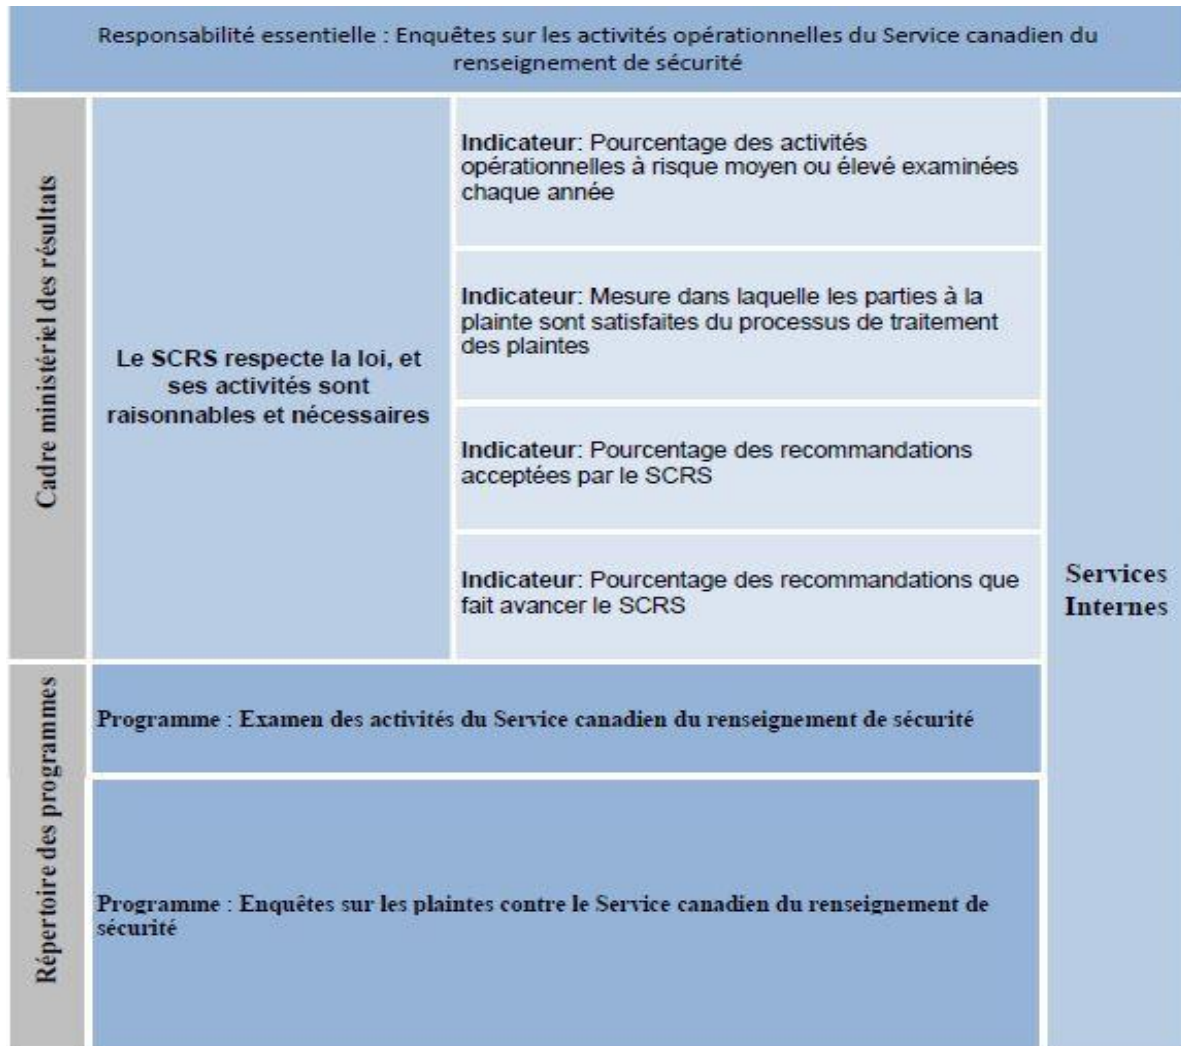 Responsabilité essentielle : Enquêtes sur les activités opérationnelles du Service canadien du
renseignement de sécurité
Cadre ministériel des résultats
Le SCRS respecte la loi, et
ses activités sont
raisonnables et nécessaires
Indicateur: Pourcentage des activités
opérationnelles à risque moyen ou élevé examinées
chaque année
Indicateur: Mesure dans laquelle les parties à la
plainte sont satisfaites du processus de traitement
des plaintes
Indicateur: Pourcentage des recommandations
acceptées par le SCRS
Indicateur: Pourcentage des recommandations que
fait avancer le SCRS
Services
Internes
Répertoire des programmes
Programme : Examen des activités du Service canadien du renseignement de sécurité
Programme : Enquêtes sur les plaintes contre le Service canadien du renseignement de
sécurité